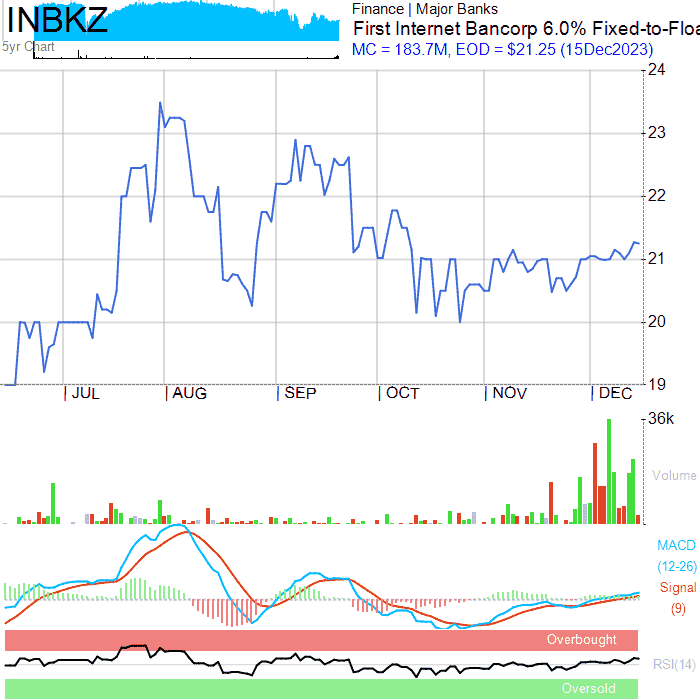 INBKZ
5yr Chart
Finance | Major Banks
First Internet Bancorp 6.0% Fixed-to-Floa
MC = 183.7M, EOD = $21.25 (15Dec2023)
24
23
22
21
20
19
JUL AUG SEP OCT NOV DEC
36k
Volume
MACD
(12-26)
Signal
(9)
Overbought
RSI(14)
Oversold